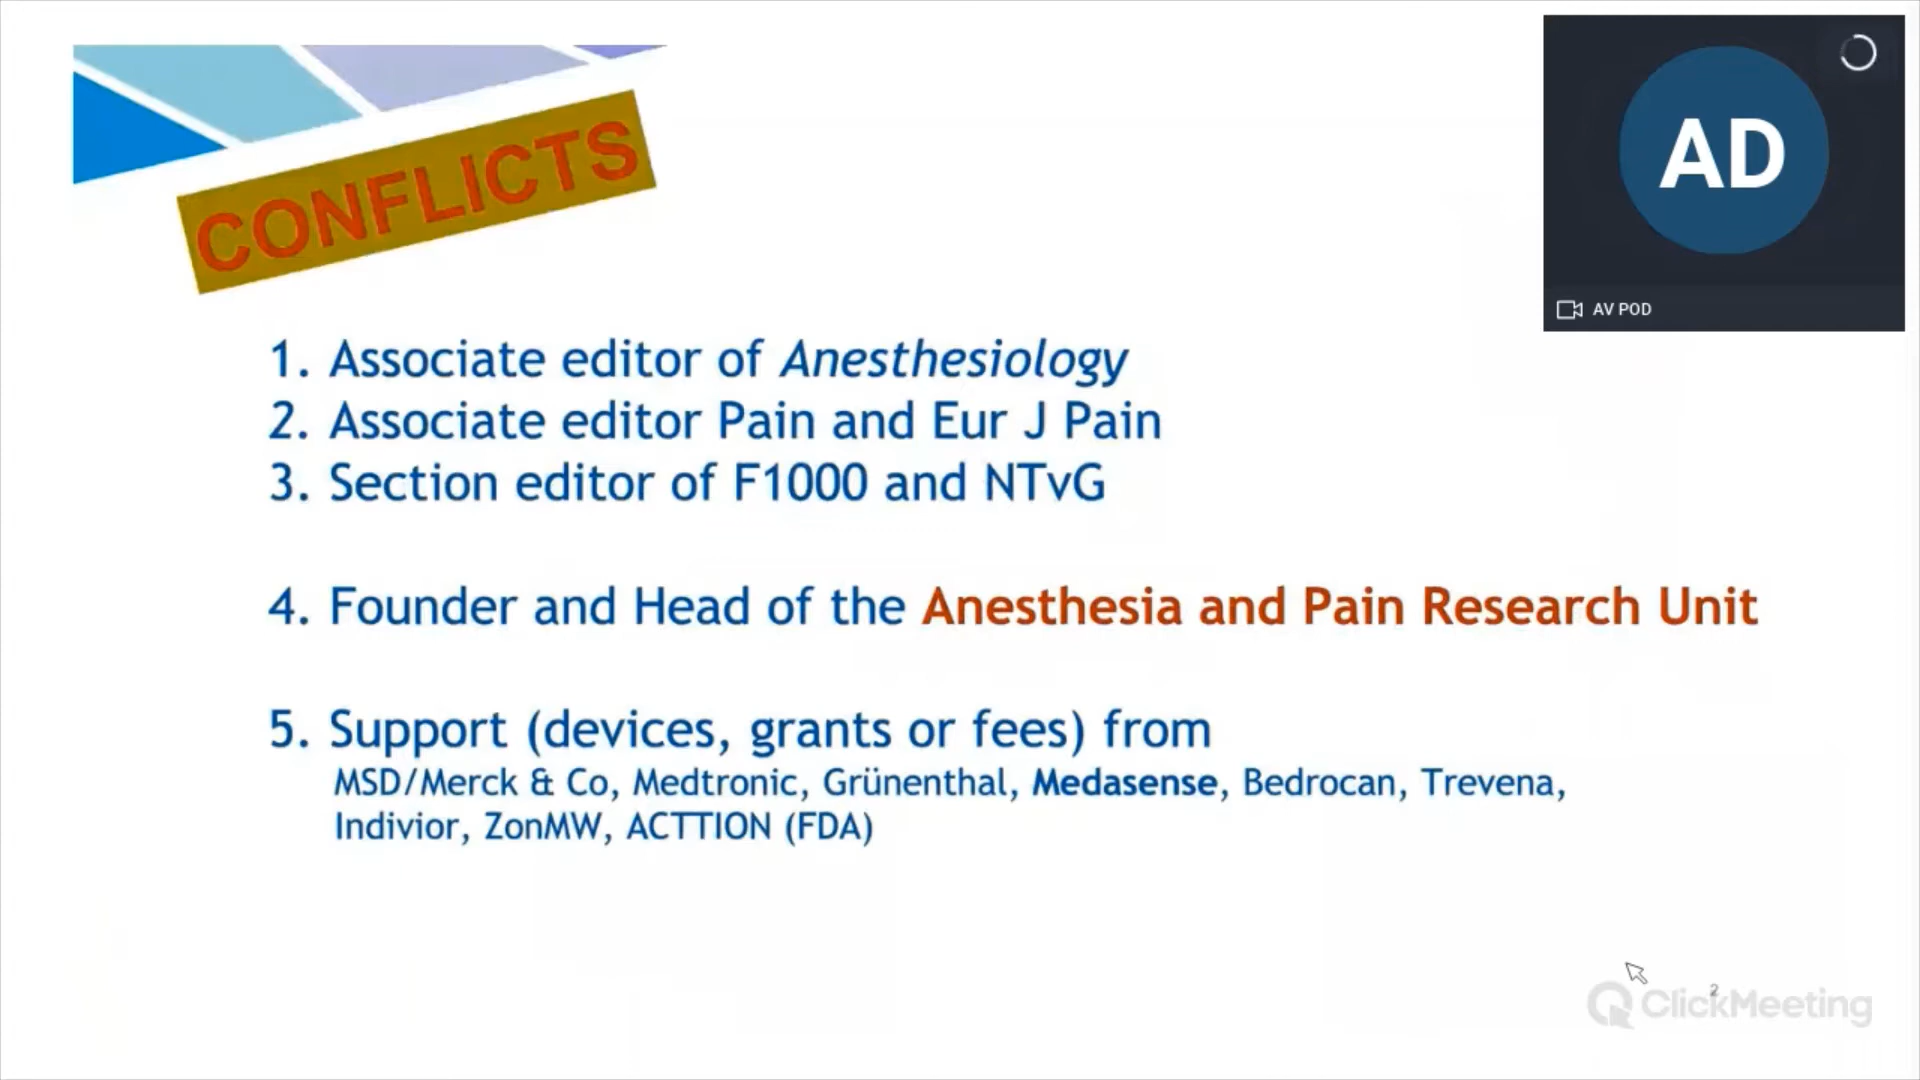 CONFLICTS
AD
AV POD
1. Associate editor of Anesthesiology
2. Associate editor Pain and Eur J Pain
3. Section editor of F1000 and NTvG
4. Founder and Head of the Anesthesia and Pain Research Unit
5. Support (devices, grants or fees) from
MSD/Merck & Co, Medtronic, Grünenthal, Medasense, Bedrocan, Trevena,
Indivior, ZonMW, ACTTION (FDA)
2
ClickMeeting